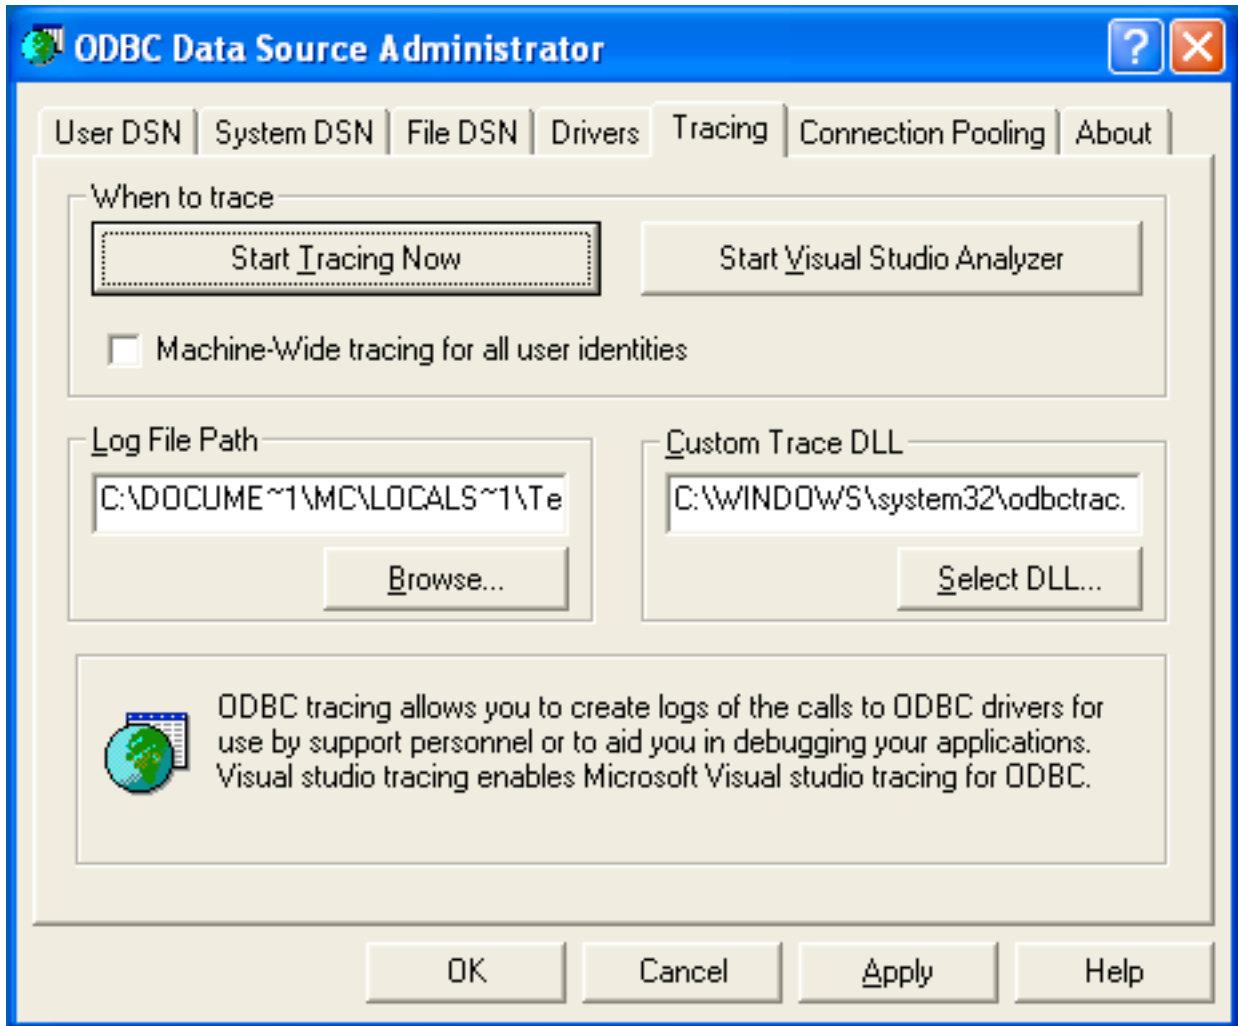 ODBC Data Source Administrator
?
User DSN System DSN File DSN Drivers Tracing Connection Pooling About
When to trace
Start Tracing Now Start Visual Studio Analyzer
Machine-Wide tracing for all user identities
Log File Path Custom Trace DLL
C:\DOCUME~1\MC\LOCALS~1\Te C:\WINDOWS\system32\odbctrac.
Browse... Select DLL...
ODBC tracing allows you to create logs of the calls to ODBC drivers for
use by support personnel or to aid you in debugging your applications.
Visual studio tracing enables Microsoft Visual studio tracing for ODBC.
OK Cancel Apply Help